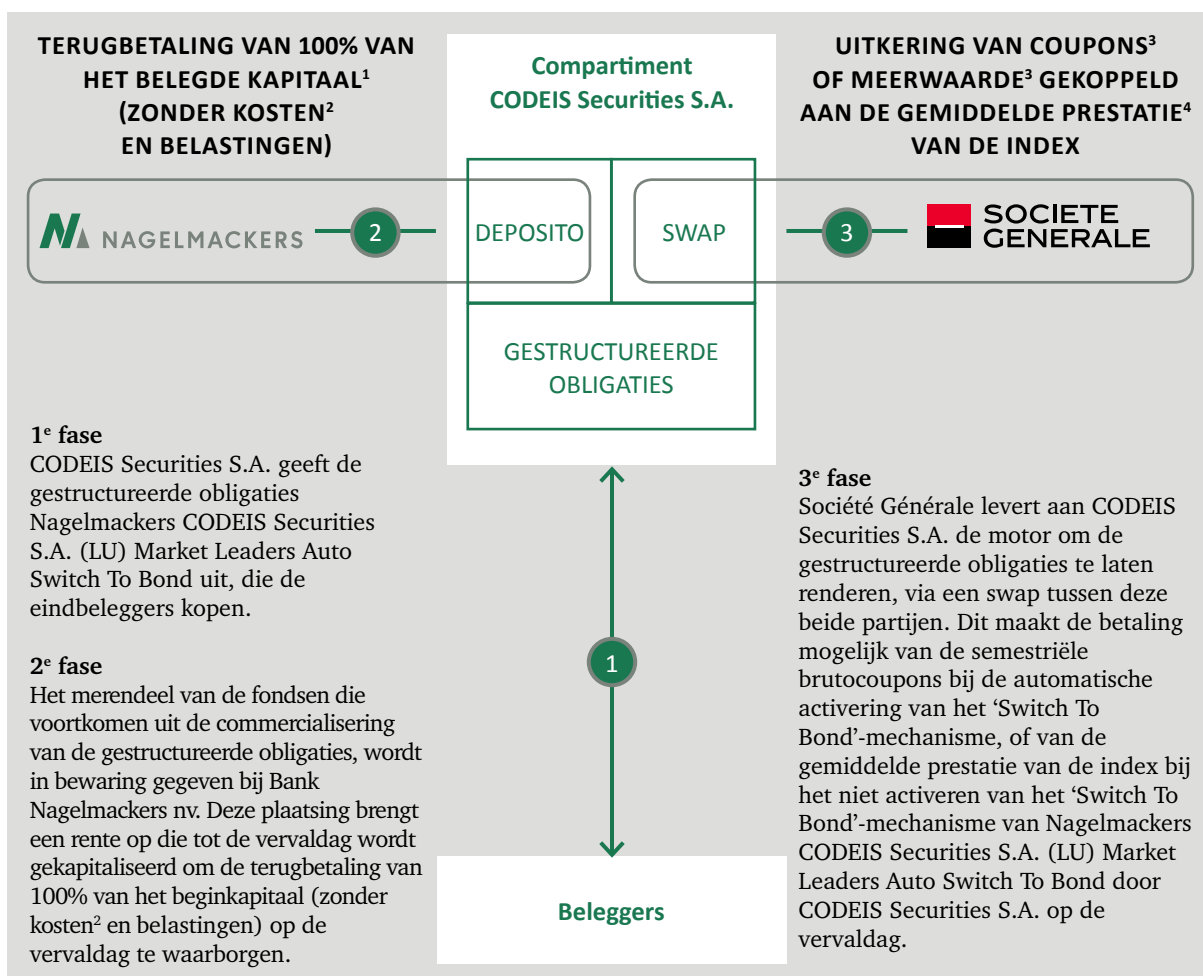 TERUGBETALING VAN 100% VAN
HET BELEGDE KAPITAAL¹
(ZONDER KOSTEN²
EN BELASTINGEN)
Compartiment
CODEIS Securities S.A.
UITKERING VAN COUPONS³
OF MEERWAARDE³ GEKOPPELD
AAN DE GEMIDDELDE PRESTATIE⁴
VAN DE INDEX
NAGELMACKERS
2
DEPOSITO
SWAP
3
SOCIETE
GENERALE
GESTRUCTUREERDE
OBLIGATIES
1ᵉ fase
CODEIS Securities S.A. geeft de
gestructureerde obligaties
Nagelmackers CODEIS Securities
S.A. (LU) Market Leaders Auto
Switch To Bond uit, die de
eindbeleggers kopen.
2ᵉ fase
Het merendeel van de fondsen die
voortkomen uit de commercialisering
van de gestructureerde obligaties, wordt
in bewaring gegeven bij Bank
Nagelmackers nv. Deze plaatsing brengt
een rente op die tot de vervaldag wordt
gekapitaliseerd om de terugbetaling van
100% van het beginkapitaal (zonder
kosten² en belastingen) op de
vervaldag te waarborgen.
1
Beleggers
3ᵉ fase
Société Générale levert aan CODEIS
Securities S.A. de motor om de
gestructureerde obligaties te laten
renderen, via een swap tussen deze
beide partijen. Dit maakt de betaling
mogelijk van de semestriële
brutocoupons bij de automatische
activering van het ‘Switch To
Bond’-mechanisme, of van de
gemiddelde prestatie van de index bij
het niet activeren van het ‘Switch To
Bond’-mechanisme van Nagelmackers
CODEIS Securities S.A. (LU) Market
Leaders Auto Switch To Bond door
CODEIS Securities S.A. op de
vervaldag.